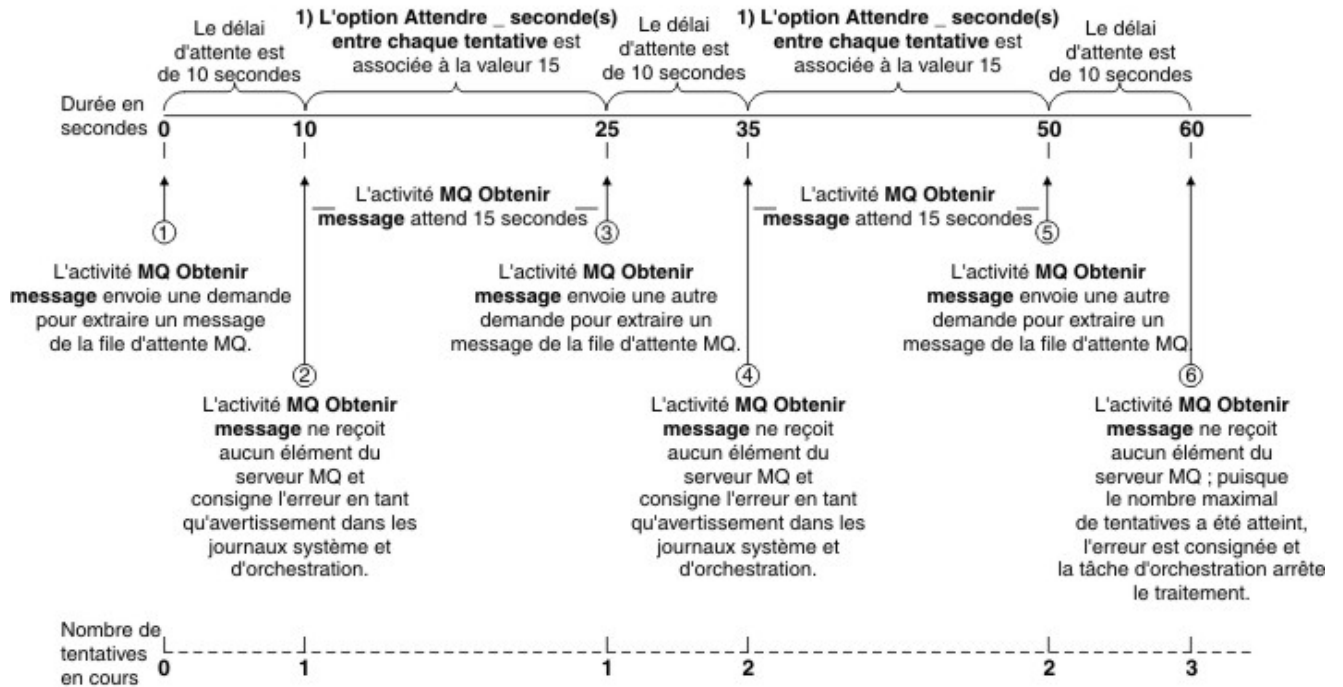 Le délai
d'attente est
de 10 secondes
1) L'option Attendre _ seconde(s)
entre chaque tentative est
associée à la valeur 15
Le délai
d'attente est
de 10 secondes
1) L'option Attendre _ seconde(s)
entre chaque tentative est
associée à la valeur 15
Le délai
d'attente est
de 10 secondes
Durée en
secondes
0 10 25 35 50 60
L'activité MQ Obtenir
message attend 15 secondes
L'activité MQ Obtenir
message attend 15 secondes
1
L'activité MQ Obtenir
message envoie une demande
pour extraire un message
de la file d'attente MQ.
3
L'activité MQ Obtenir
message envoie une autre
demande pour extraire un
message de la file d'attente MQ.
5
L'activité MQ Obtenir
message envoie une autre
demande pour extraire un
message de la file d'attente MQ.
2
L'activité MQ Obtenir
message ne reçoit
aucun élément du
serveur MQ et
consigne l'erreur en tant
qu'avertissement dans les
journaux système et
d'orchestration.
4
L'activité MQ Obtenir
message ne reçoit
aucun élément du
serveur MQ et
consigne l'erreur en tant
qu'avertissement dans les
journaux système et
d'orchestration.
6
L'activité MQ Obtenir
message ne reçoit
aucun élément du
serveur MQ ; puisque
le nombre maximal
de tentatives a été atteint,
l'erreur est consignée et
la tâche d'orchestration arrête
le traitement.
Nombre de
tentatives
en cours
0 1 1 2 2 3